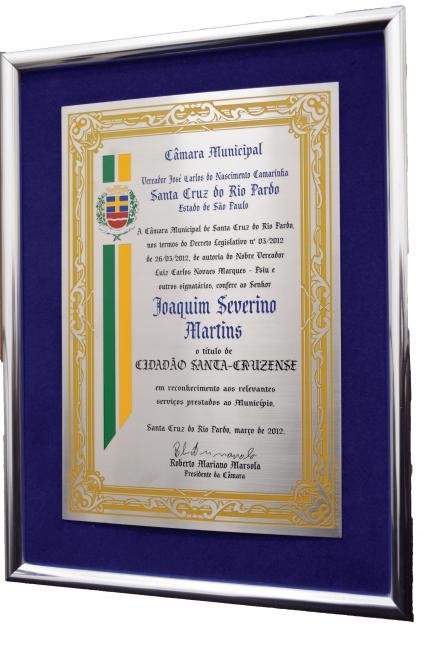 Câmara Municipal
Vereador José Carlos do Nascimento Camarinha
Santa Cruz do Rio Pardo
Estado de São Paulo
A Câmara Municipal de Santa Cruz do Rio Pardo,
nos termos do Decreto Legislativo nº 03/2012
de 26/03/2012, de autoria do Nobre Vereador
Luiz Carlos Novaes Marques - Psiu e
outros signatários, confere ao Senhor
Joaquim Severino
Martins
o título de
CIDADÃO SANTA-CRUZENSE
em reconhecimento aos relevantes
serviços prestados ao Município.
Santa Cruz do Rio Pardo, março de 2012.
Roberto Mariano Marsola
Presidente da Câmara